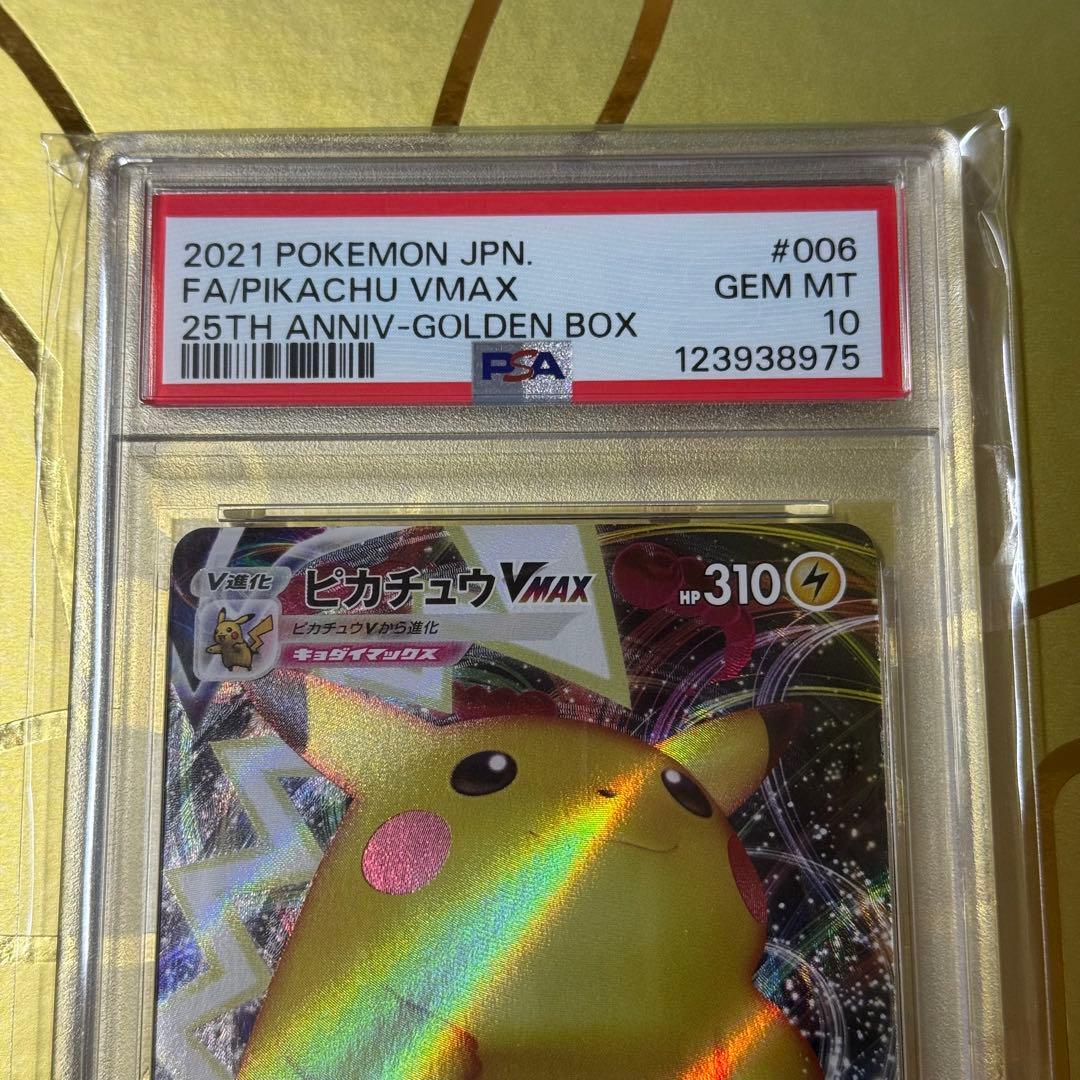 2021 POKEMON JPN. #006
FA/PIKACHU VMAX GEM MT
25TH ANNIV-GOLDEN BOX 10
PSA 123938975
V進化 ピカチュウVMAX HP 310
ピカチュウVから進化
キョダイマックス